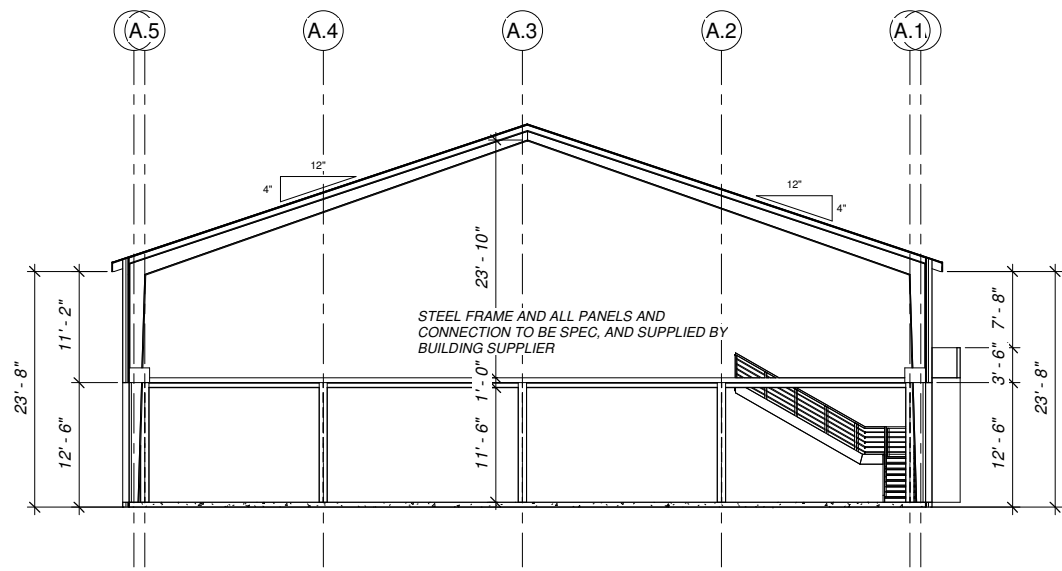 A.5
A.4
A.3
A.2
A.1
12"
4"
12"
4"
23' - 10"
STEEL FRAME AND ALL PANELS AND
CONNECTION TO BE SPEC, AND SUPPLIED BY
BUILDING SUPPLIER
23' - 8"
11' - 2"
12' - 6"
1' - 0"
11' - 6"
7' - 8"
3' - 6"
12' - 6"
23' - 8"